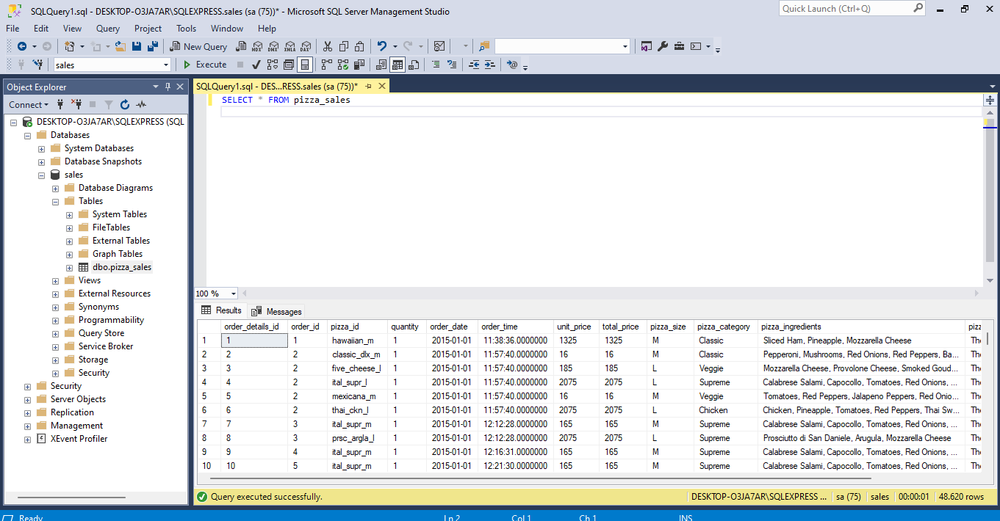 SQLQuery1.sql - DESKTOP-O3JA7AR\SQLEXPRESS.sales (sa (75))* - Microsoft SQL Server Management Studio
Quick Launch (Ctrl+Q)
File Edit View Query Project Tools Window Help
New Query MDX DMX XMLA DAX
sales Execute
Object Explorer
SQLQuery1.sql - DES...RESS.sales (sa (75))*
Connect
SELECT * FROM pizza_sales
DESKTOP-O3JA7AR\SQLEXPRESS (SQL
Databases
System Databases
Database Snapshots
sales
Database Diagrams
Tables
System Tables
FileTables
External Tables
Graph Tables
dbo.pizza_sales
Views
External Resources
Synonyms
Programmability
Query Store
Service Broker
Storage
Security
Security
Server Objects
Replication
Management
XEvent Profiler
100 %
Results Messages
order_details_id order_id pizza_id quantity order_date order_time unit_price total_price pizza_size pizza_category pizza_ingredients pizz
1 1 1 hawaiian_m 1 2015-01-01 11:38:36.0000000 1325 1325 M Classic Sliced Ham, Pineapple, Mozzarella Cheese The
2 2 2 classic_dlx_m 1 2015-01-01 11:57:40.0000000 16 16 M Classic Pepperoni, Mushrooms, Red Onions, Red Peppers, Ba... The
3 3 2 five_cheese_l 1 2015-01-01 11:57:40.0000000 185 185 L Veggie Mozzarella Cheese, Provolone Cheese, Smoked Goud... The
4 4 2 ital_supr_l 1 2015-01-01 11:57:40.0000000 2075 2075 L Supreme Calabrese Salami, Capocollo, Tomatoes, Red Onions, ... The
5 5 2 mexicana_m 1 2015-01-01 11:57:40.0000000 16 16 M Veggie Tomatoes, Red Peppers, Jalapeno Peppers, Red Onio... The
6 6 2 thai_ckn_l 1 2015-01-01 11:57:40.0000000 2075 2075 L Chicken Chicken, Pineapple, Tomatoes, Red Peppers, Thai Sw... The
7 7 3 ital_supr_m 1 2015-01-01 12:12:28.0000000 165 165 M Supreme Calabrese Salami, Capocollo, Tomatoes, Red Onions, ... The
8 8 3 prsc_argla_l 1 2015-01-01 12:12:28.0000000 2075 2075 L Supreme Prosciutto di San Daniele, Arugula, Mozzarella Cheese The
9 9 4 ital_supr_m 1 2015-01-01 12:16:31.0000000 165 165 M Supreme Calabrese Salami, Capocollo, Tomatoes, Red Onions, ... The
10 10 5 ital_supr_m 1 2015-01-01 12:21:30.0000000 165 165 M Supreme Calabrese Salami, Capocollo, Tomatoes, Red Onions, ... The
Query executed successfully. DESKTOP-O3JA7AR\SQLEXPRESS ... sa (75) sales 00:00:01 48.620 rows
Ready Ln 2 Col 1 Ch 1 INS